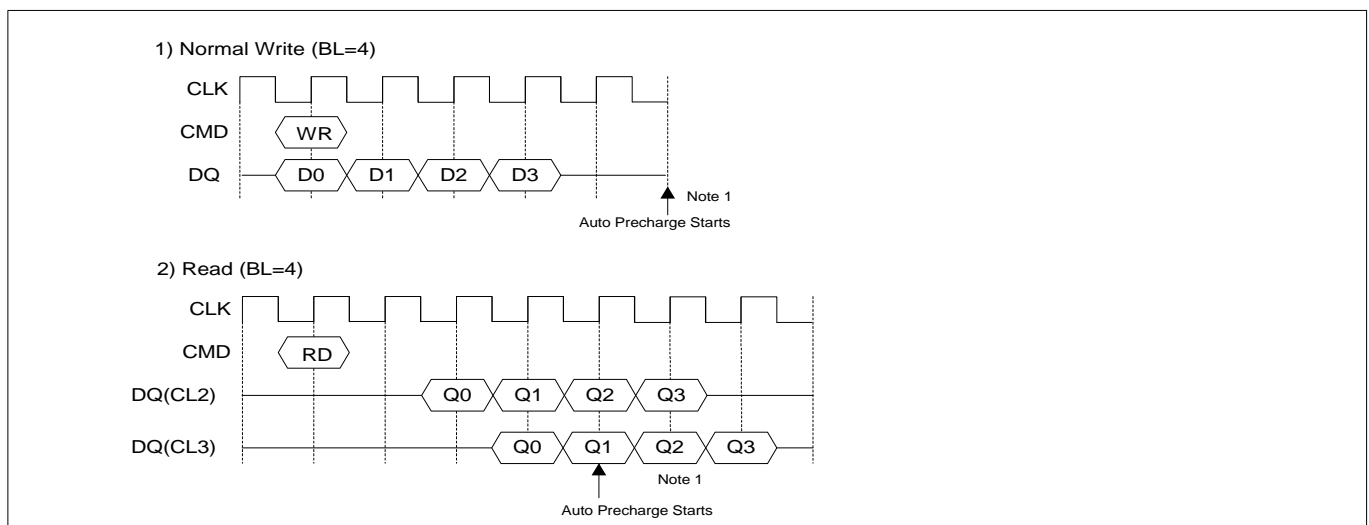 1) Normal Write (BL=4)
CLK
CMD WR
DQ D0 D1 D2 D3
Note 1
Auto Precharge Starts
2) Read (BL=4)
CLK
CMD RD
DQ(CL2) Q0 Q1 Q2 Q3
DQ(CL3) Q0 Q1 Q2 Q3
Note 1
Auto Precharge Starts